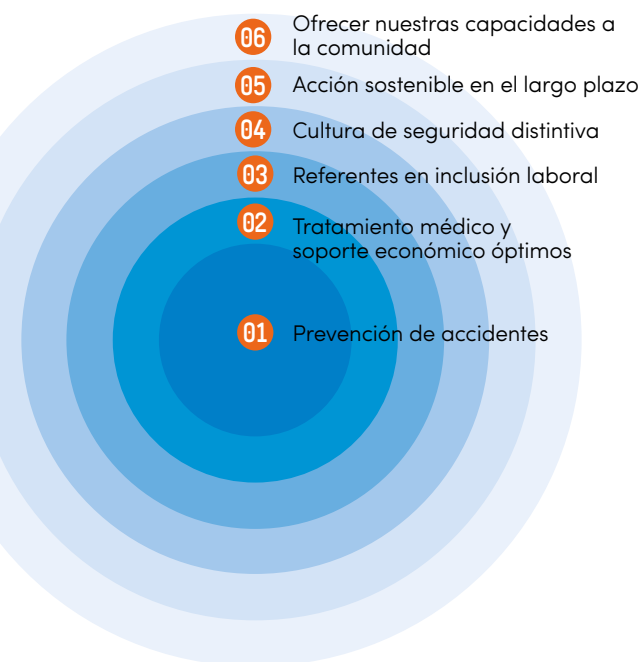 06 Ofrecer nuestras capacidades a
la comunidad
05 Acción sostenible en el largo plazo
04 Cultura de seguridad distintiva
03 Referentes en inclusión laboral
02 Tratamiento médico y
soporte económico óptimos
01 Prevención de accidentes